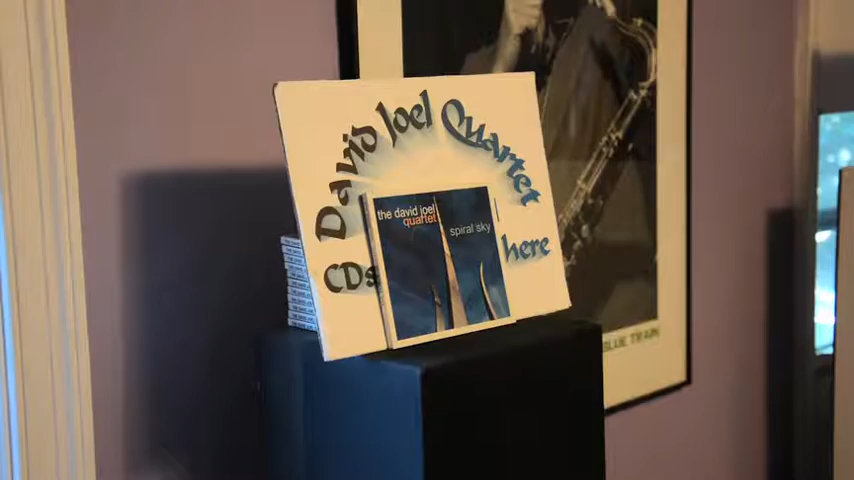 David Joel Quartet
CDs here
the david joel
quartet
spiral sky
BLUE TRAIN